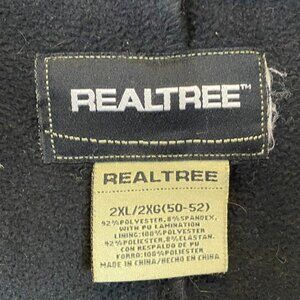 REALTREE™
REALTREE
2XL/2XG(50-52)
92%POLYESTER,8%SPANDEX,
WITH PU LAMINATION
LINING:100%POLYESTER
92%POLIESTER,8%ELASTAN.
CON LAMINADO DE PU
FORRO:100%POLIESTER
MADE IN CHINA/HECHO EN CHINA